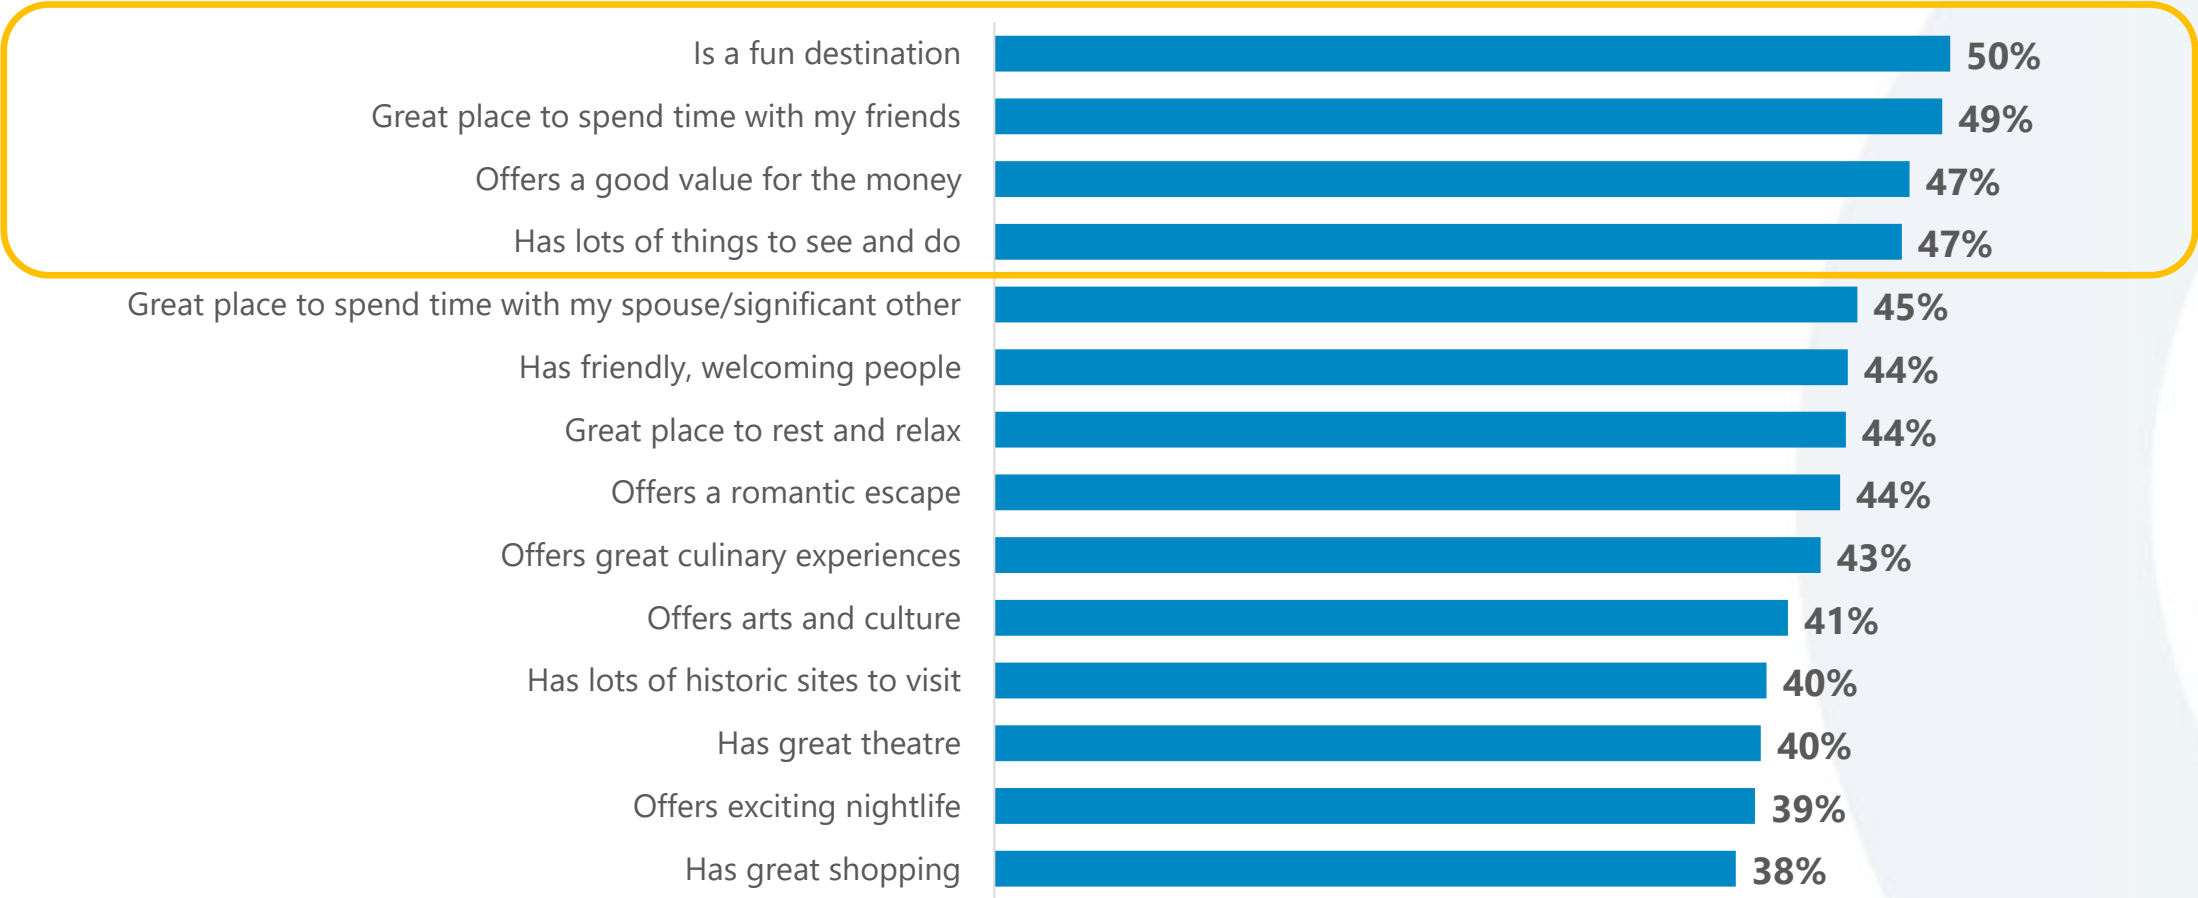 Is a fun destination 50%
Great place to spend time with my friends 49%
Offers a good value for the money 47%
Has lots of things to see and do 47%
Great place to spend time with my spouse/significant other 45%
Has friendly, welcoming people 44%
Great place to rest and relax 44%
Offers a romantic escape 44%
Offers great culinary experiences 43%
Offers arts and culture 41%
Has lots of historic sites to visit 40%
Has great theatre 40%
Offers exciting nightlife 39%
Has great shopping 38%